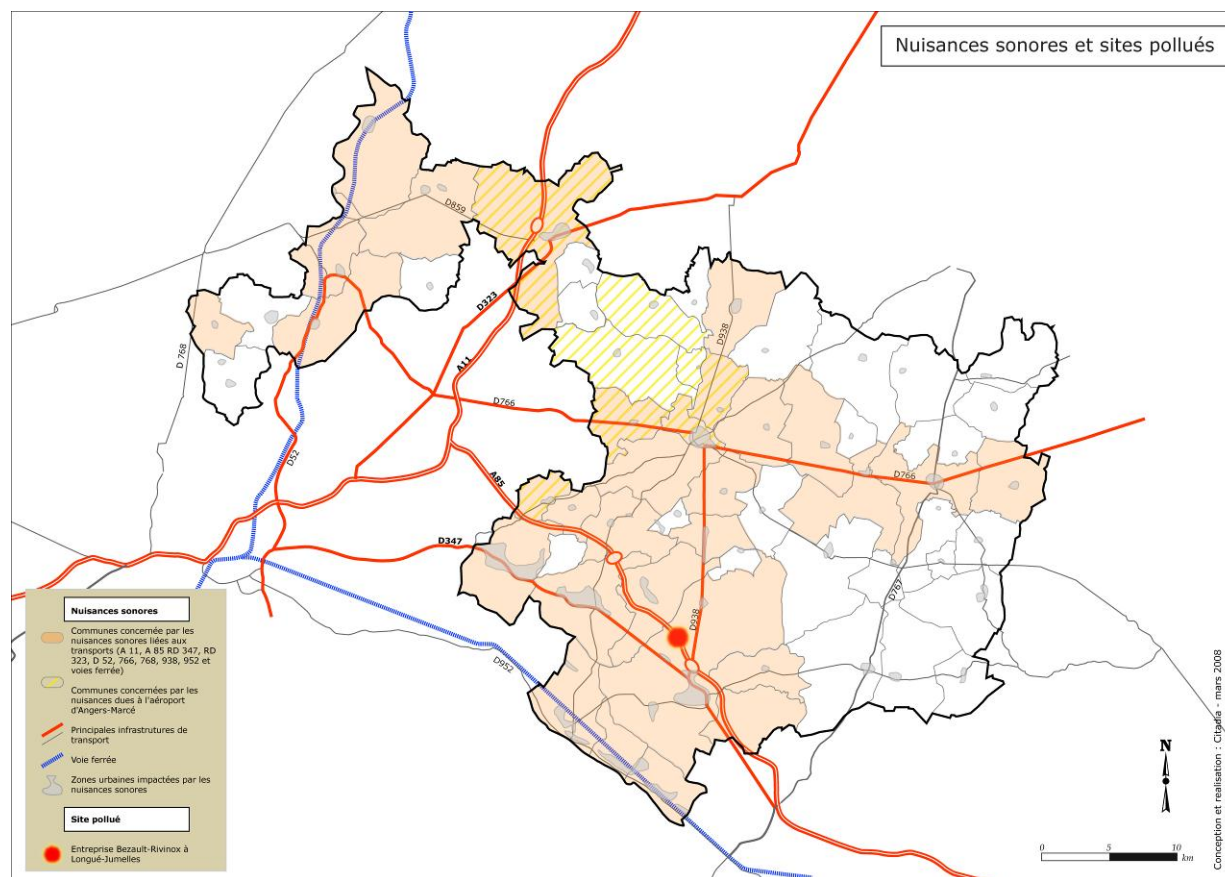 Nuisances sonores et sites pollués
D859
D323
D 768
A11
D938
D766
D52
A85
D766
D347
D767
D938
D952
Nuisances sonores
Communes concernée par les
nuisances sonores liées aux
transports (A 11, A 85 RD 347, RD
323, D 52, 766, 768, 938, 952 et
voies ferrée)
Communes concernées par les
nuisances dues à l'aéroport
d'Angers-Marcé
Principales infrastrutures de
transport
Voie ferrée
Zones urbaines impactées par les
nuisances sonores
Site pollué
Entreprise Bezault-Rivinox à
Longué-Jumelles
N
0 5 10
km
Conception et realisation : Citadia - mars 2008